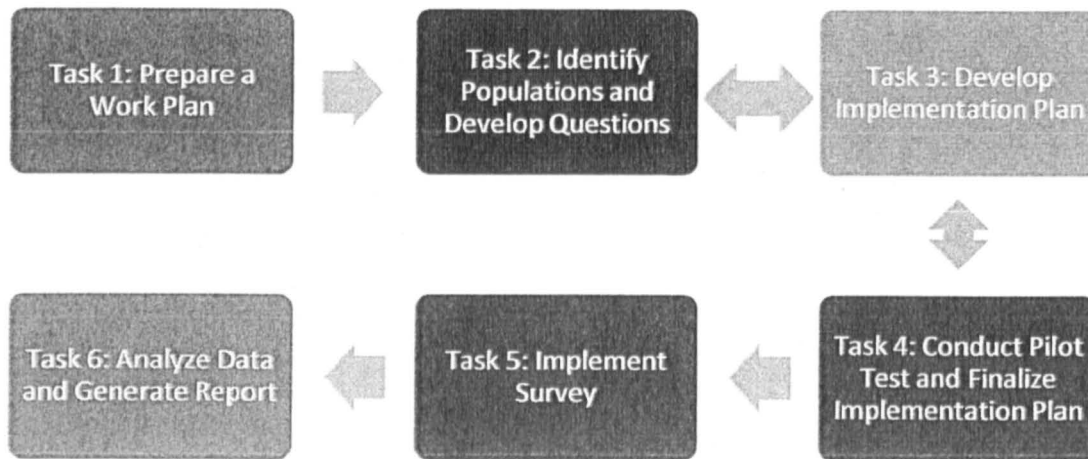 Task 1: Prepare a
Work Plan
Task 2: Identify
Populations and
Develop Questions
Task 3: Develop
Implementation Plan
Task 4: Conduct Pilot
Test and Finalize
Implementation Plan
Task 5: Implement
Survey
Task 6: Analyze Data
and Generate Report